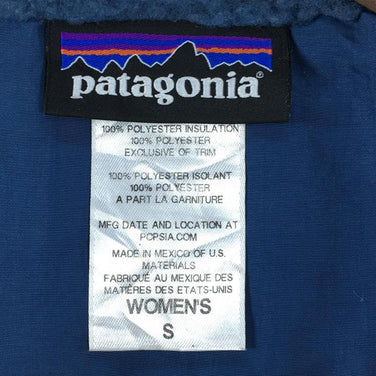 patagonia®
100% POLYESTER INSULATION
100% POLYESTER
EXCLUSIVE OF TRIM
100% POLYESTER ISOLANT
100% POLYESTER
A PART LA GARNITURE
MFG DATE AND LOCATION AT
PCPSIA.COM
MADE IN MEXICO OF U.S.
MATERIALS
FABRIQUÉ AU MEXIQUE DES
MATIÈRES DES ETATS-UNIS
WOMEN'S
S